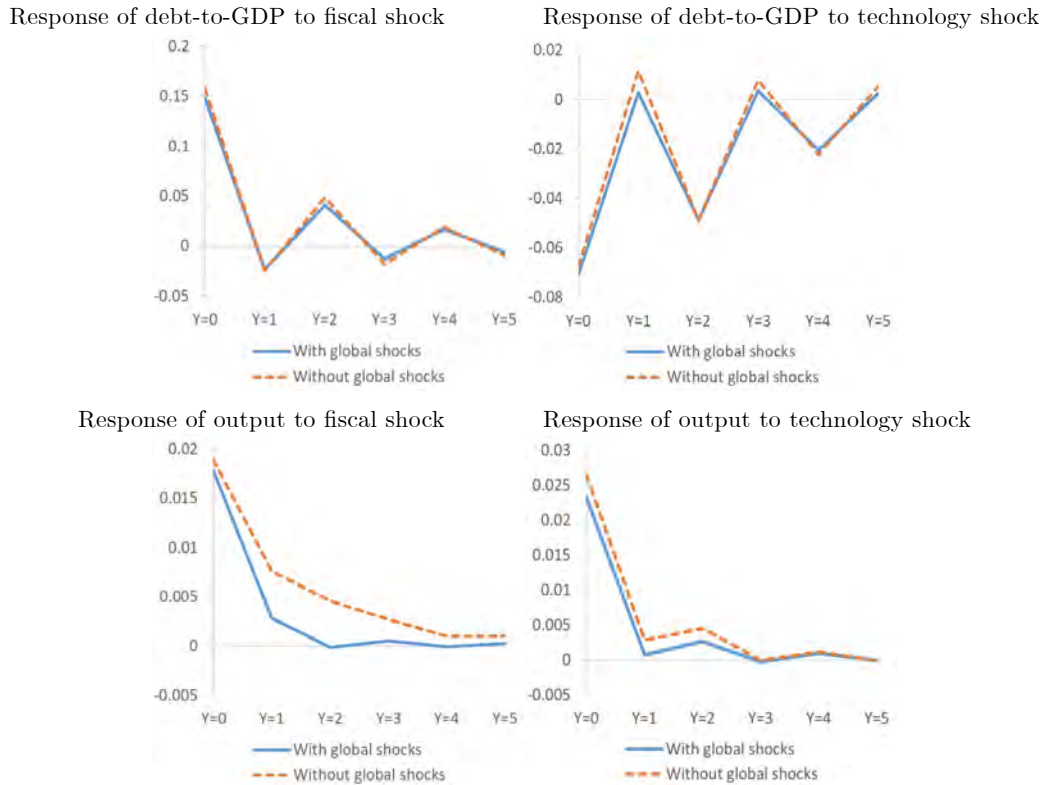 Response of debt-to-GDP to fiscal shock
0.2
0.15
0.1
0.05
0
-0.05
Y=0 Y=1 Y=2 Y=3 Y=4 Y=5
With global shocks
Without global shocks
Response of debt-to-GDP to technology shock
0.02
0
-0.02
-0.04
-0.06
-0.08
Y=0 Y=1 Y=2 Y=3 Y=4 Y=5
With global shocks
Without global shocks
Response of output to fiscal shock
0.02
0.015
0.01
0.005
0
-0.005
Y=0 Y=1 Y=2 Y=3 Y=4 Y=5
With global shocks
Without global shocks
Response of output to technology shock
0.03
0.025
0.02
0.015
0.01
0.005
0
-0.005
Y=0 Y=1 Y=2 Y=3 Y=4 Y=5
With global shocks
Without global shocks